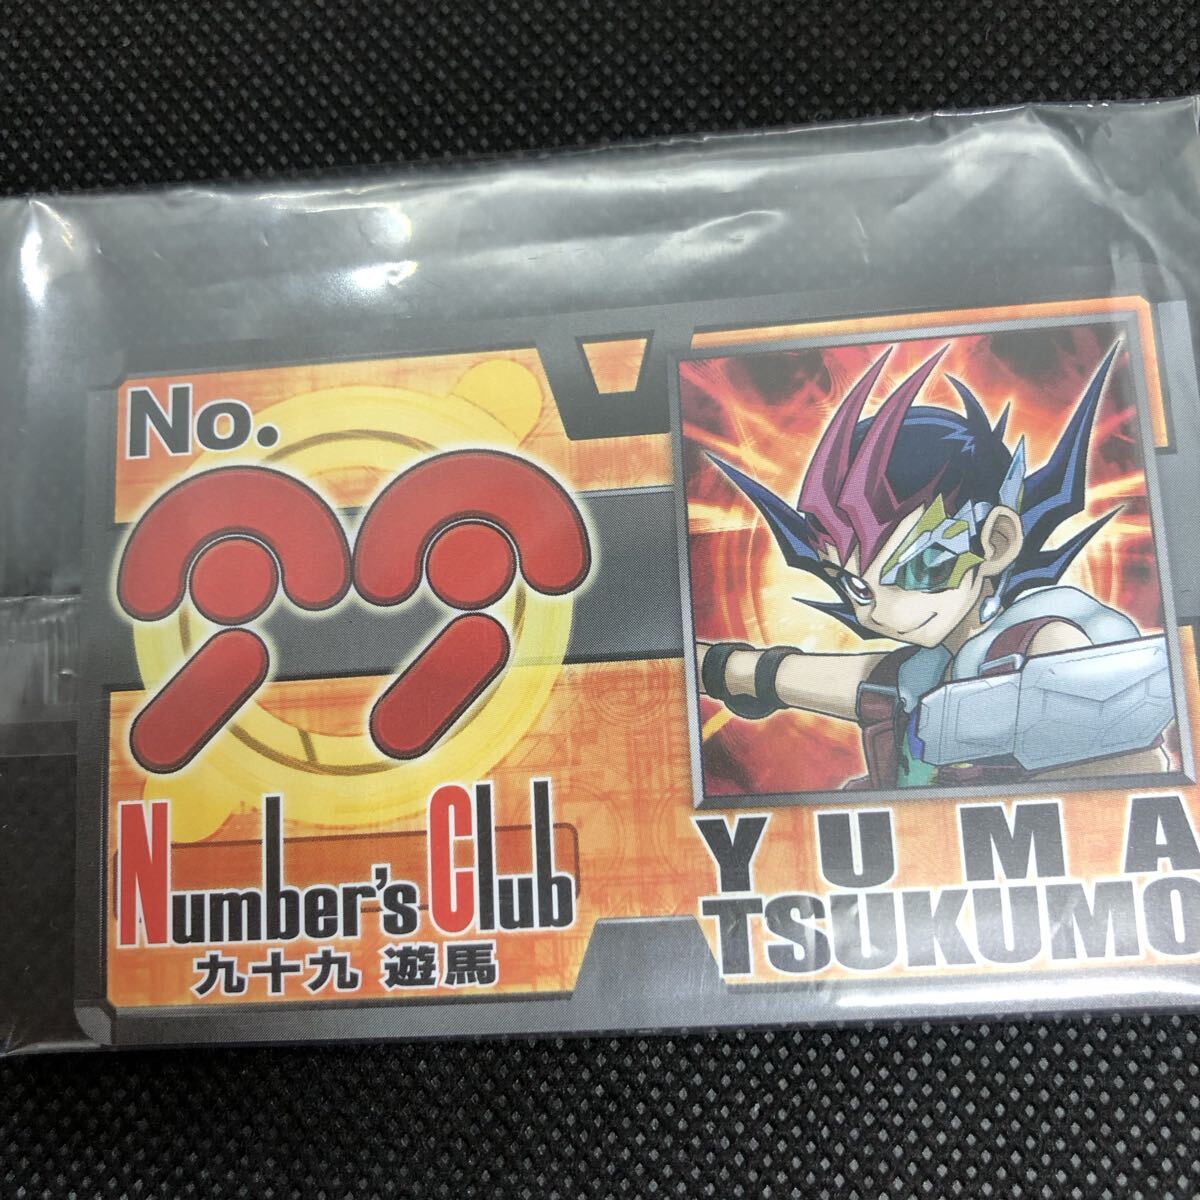 No.
99
Number's Club
九十九 遊馬
YUMA
TSUKUMO